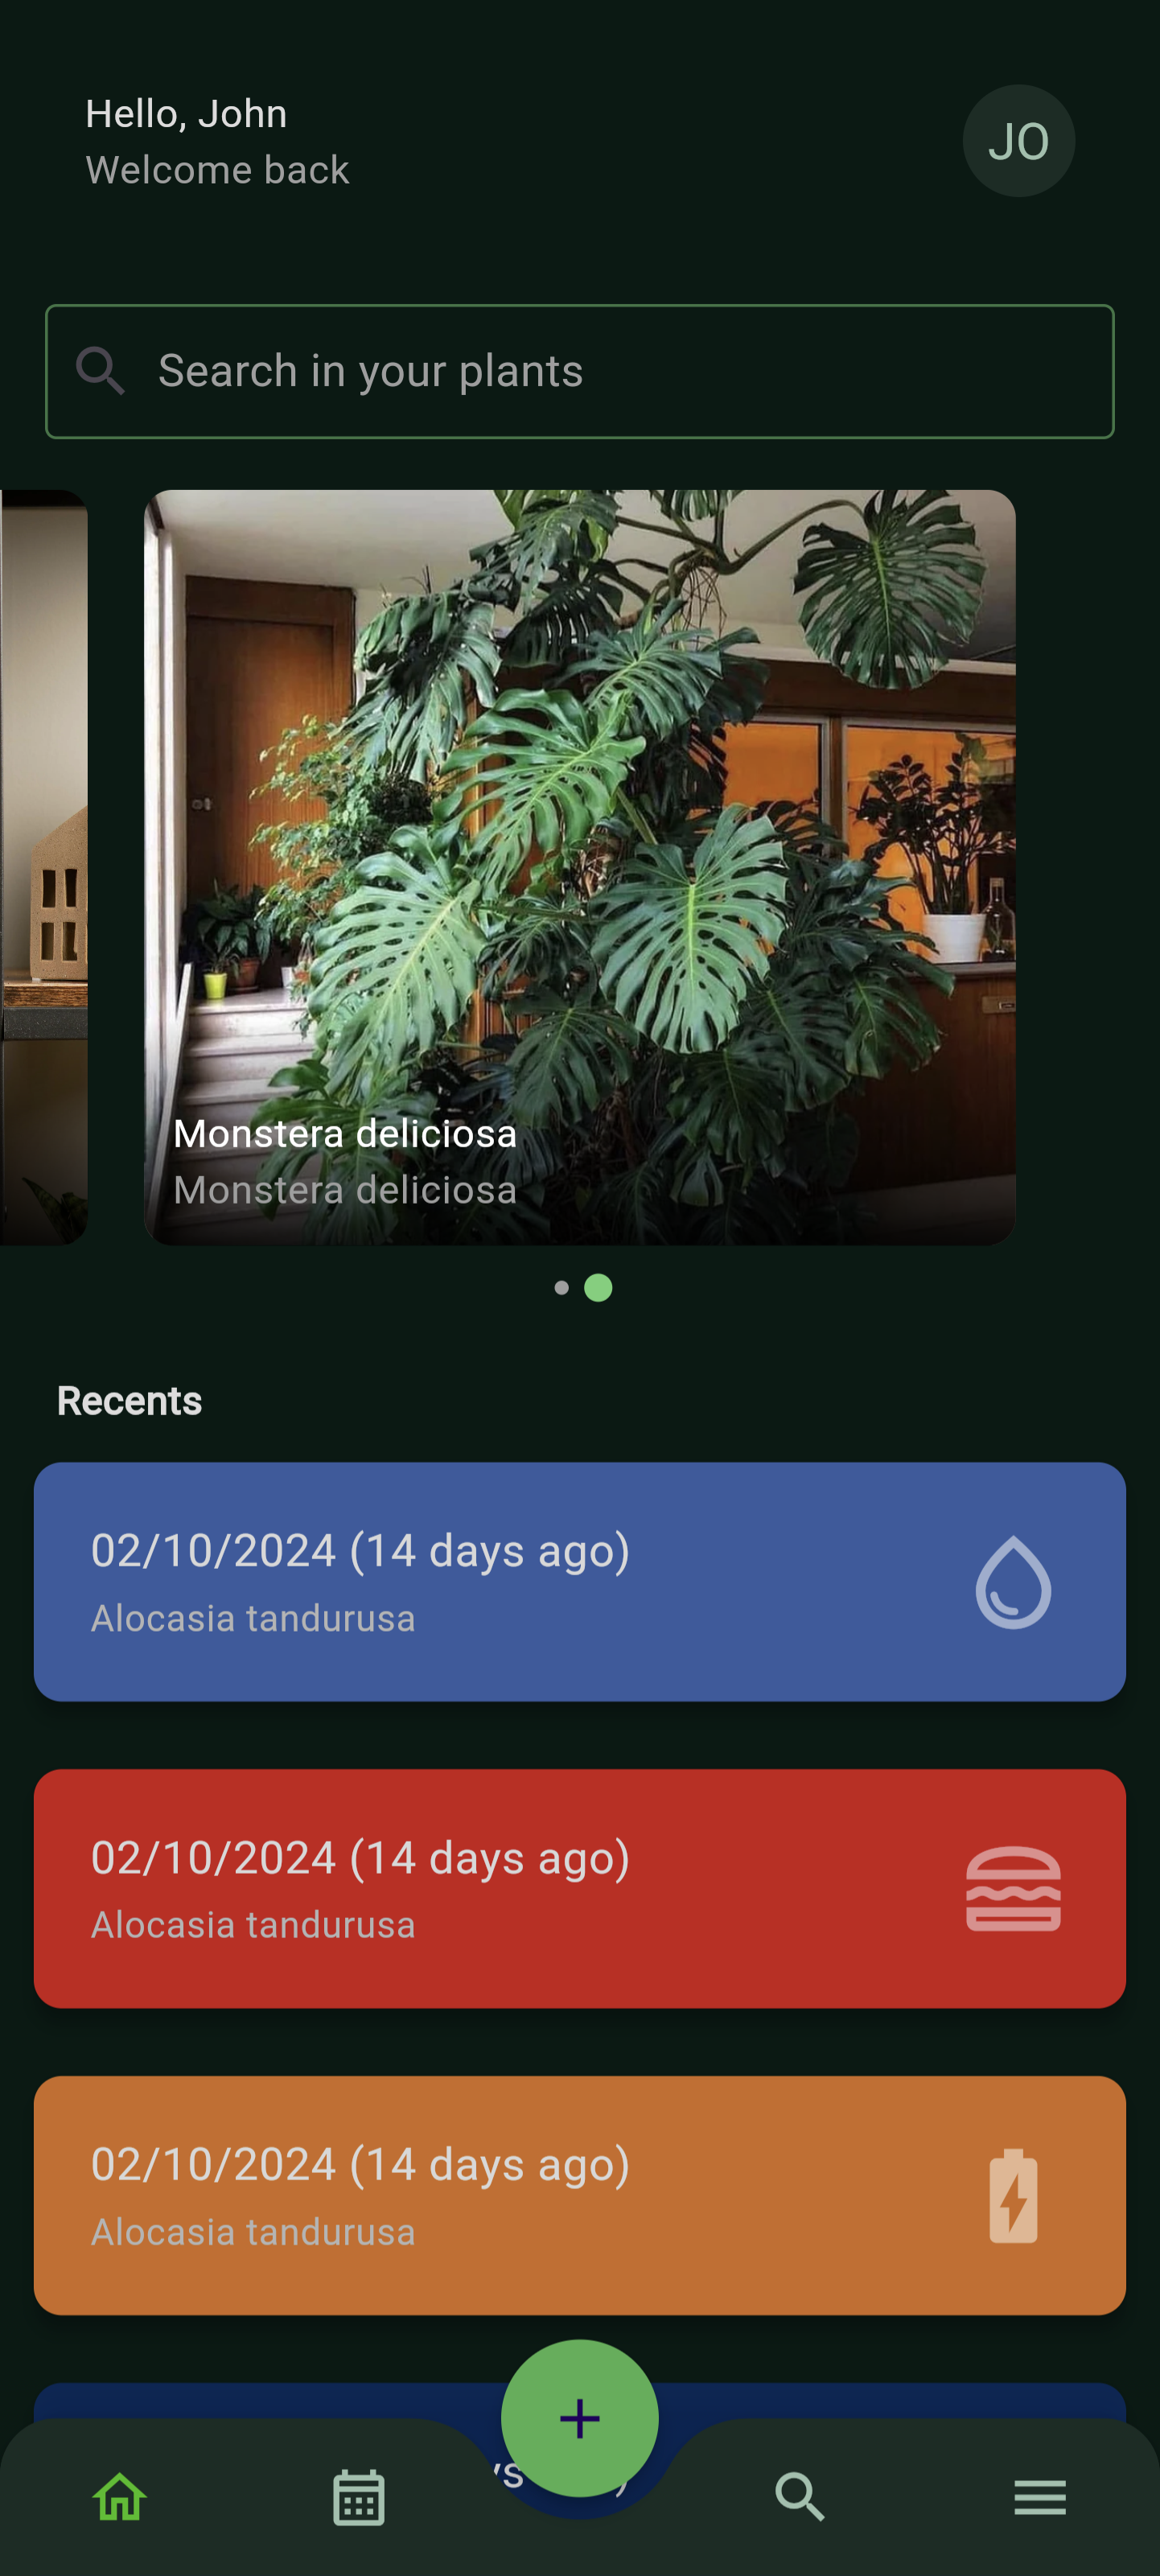 Hello, John
Welcome back
JO
Search in your plants
Monstera deliciosa
Monstera deliciosa
Recents
02/10/2024 (14 days ago)
Alocasia tandurusa
02/10/2024 (14 days ago)
Alocasia tandurusa
02/10/2024 (14 days ago)
Alocasia tandurusa